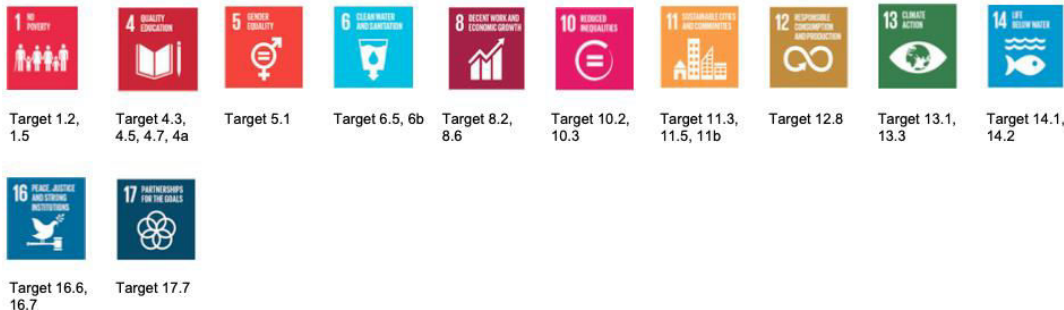 1 NO
POVERTY
4 QUALITY
EDUCATION
5 GENDER
EQUALITY
6 CLEAN WATER
AND SANITATION
8 DECENT WORK AND
ECONOMIC GROWTH
10 REDUCED
INEQUALITIES
11 SUSTAINABLE CITIES
AND COMMUNITIES
12 RESPONSIBLE
CONSUMPTION
AND PRODUCTION
13 CLIMATE
ACTION
14 LIFE
BELOW WATER
Target 1.2,
1.5
Target 4.3,
4.5, 4.7, 4a
Target 5.1
Target 6.5, 6b
Target 8.2,
8.6
Target 10.2,
10.3
Target 11.3,
11.5, 11b
Target 12.8
Target 13.1,
13.3
Target 14.1,
14.2
16 PEACE, JUSTICE
AND STRONG
INSTITUTIONS
17 PARTNERSHIPS
FOR THE GOALS
Target 16.6,
16.7
Target 17.7